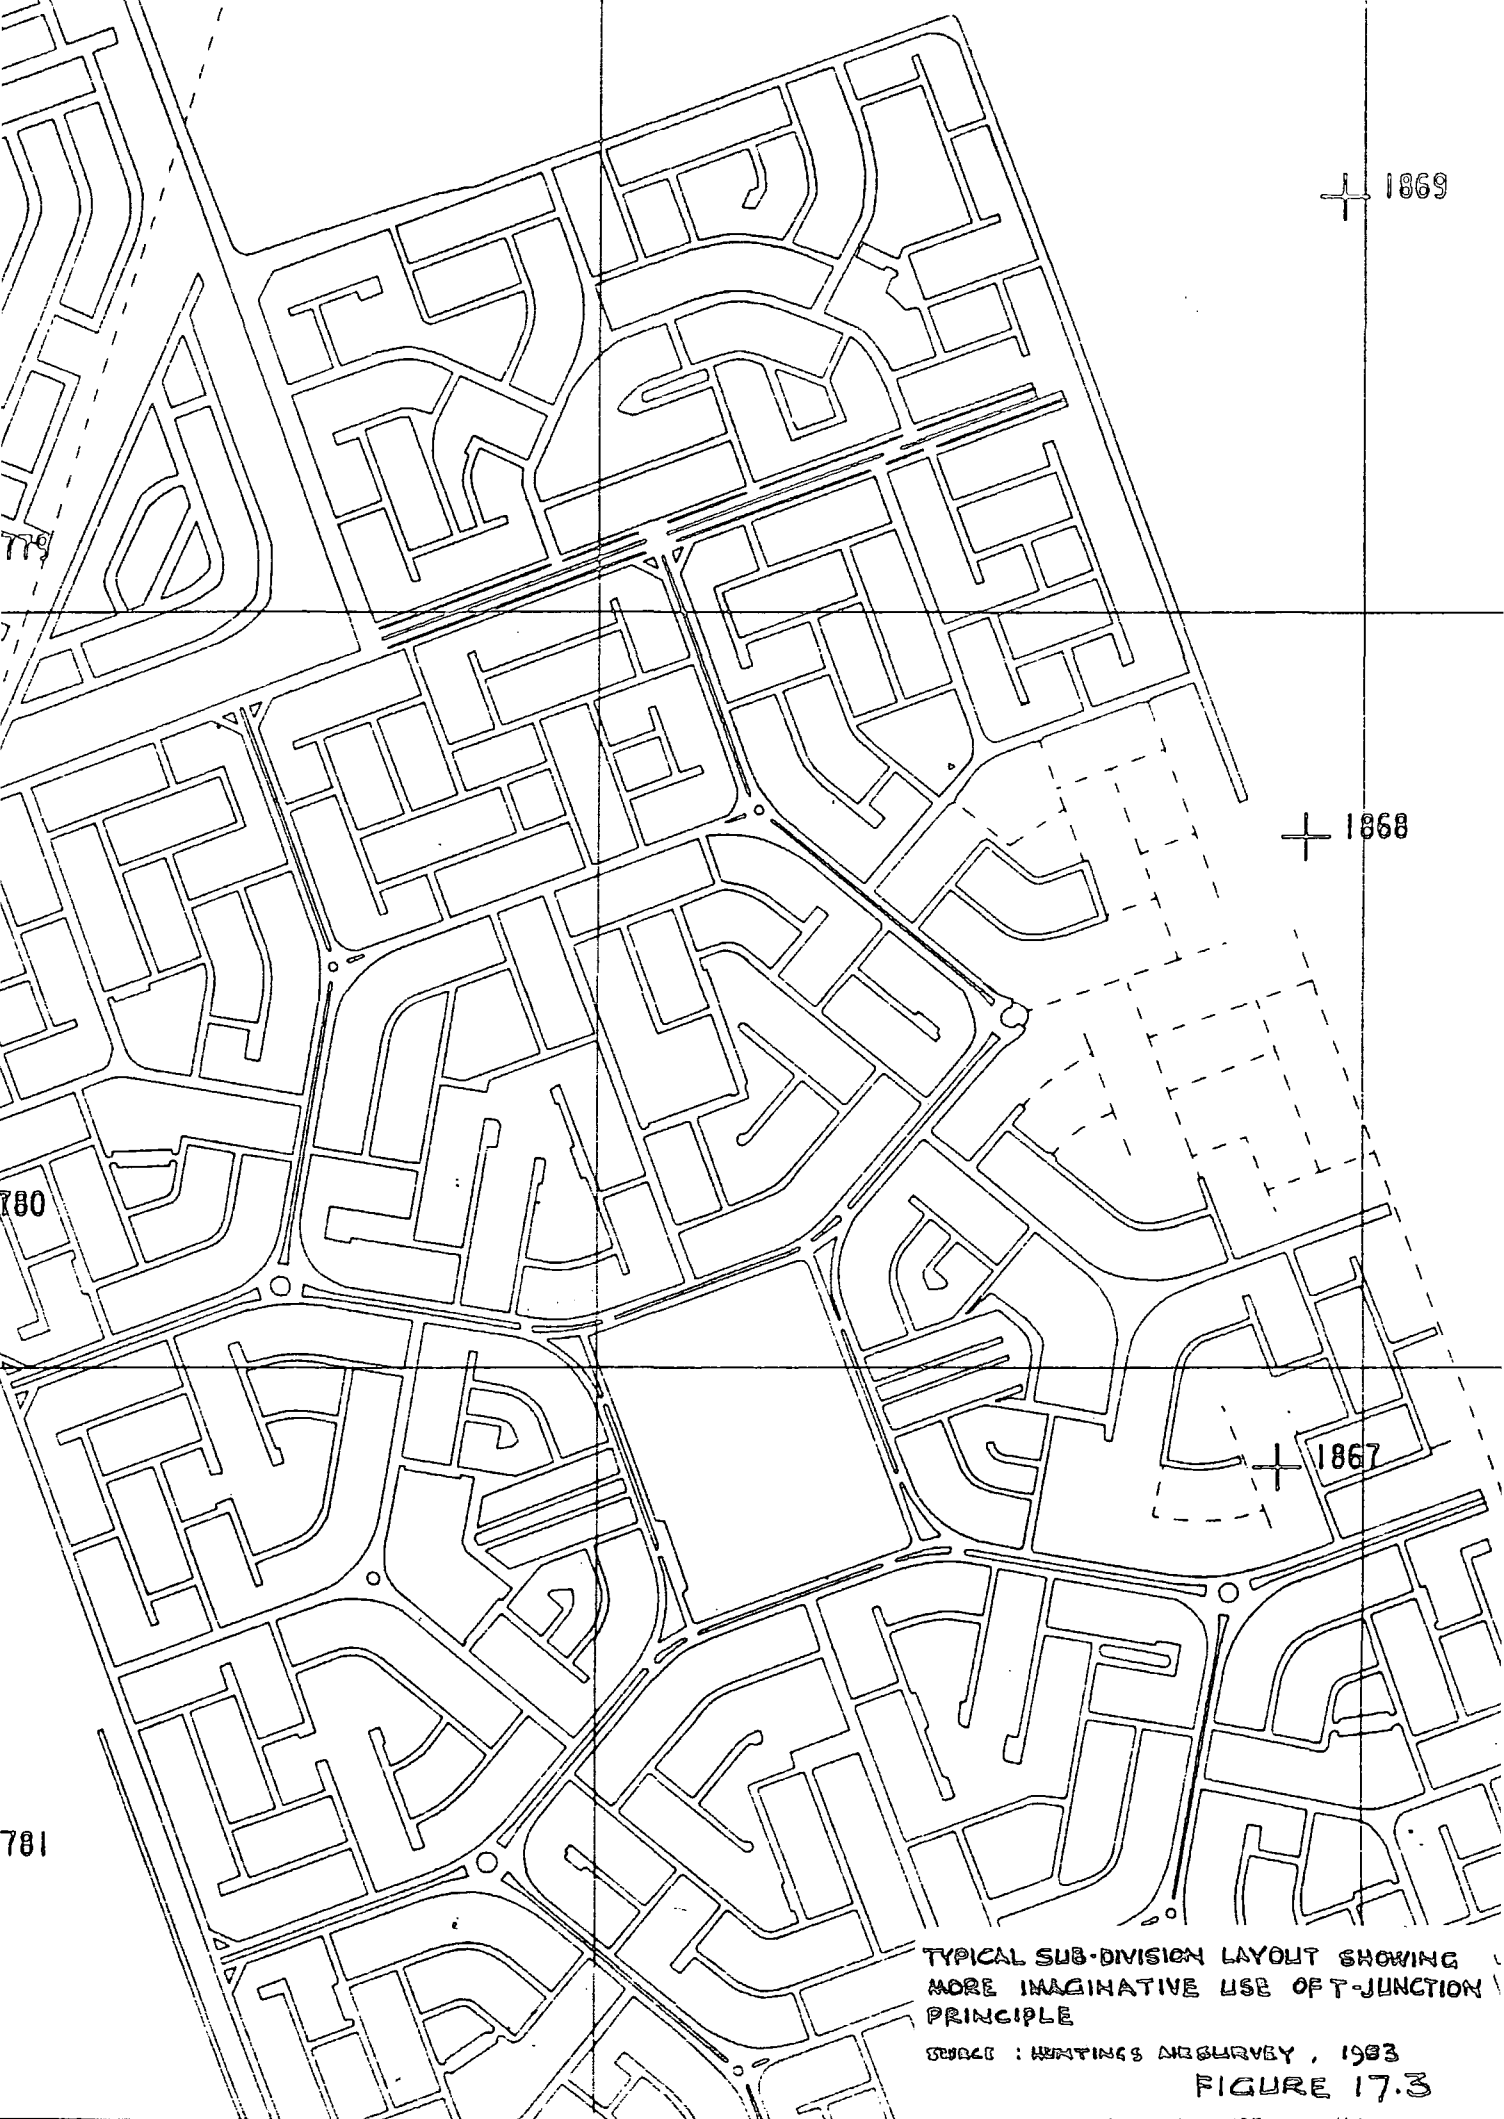 1869
779
1868
780
1867
781
TYPICAL SUB-DIVISION LAYOUT SHOWING
MORE IMAGINATIVE USE OF T-JUNCTION
PRINCIPLE
SOURCE : HUNTINGS AIRSURVEY, 1983
FIGURE 17.3